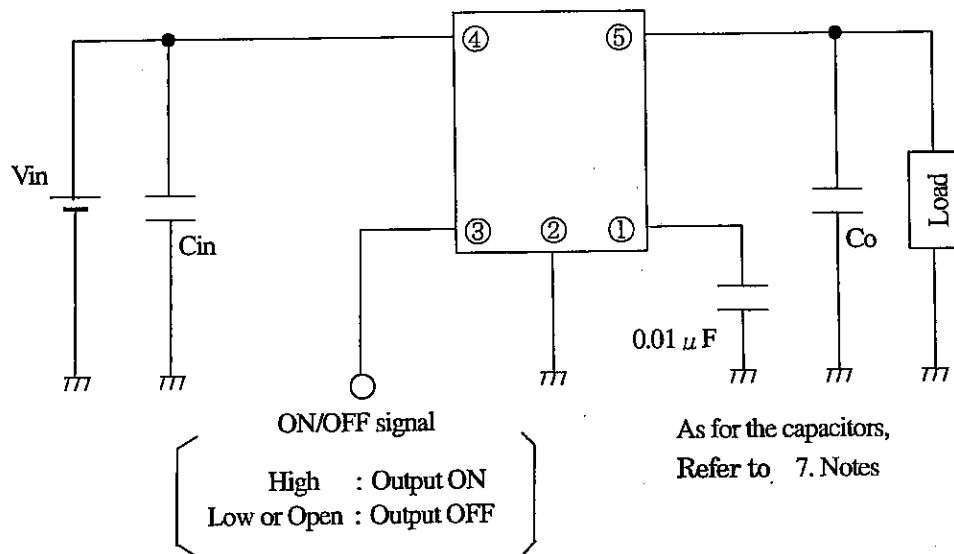 ④ ⑤
Vin
Cin
③ ② ①
Co
Load
0.01 μ F
ON/OFF signal
High : Output ON
Low or Open : Output OFF
As for the capacitors,
Refer to 7. Notes